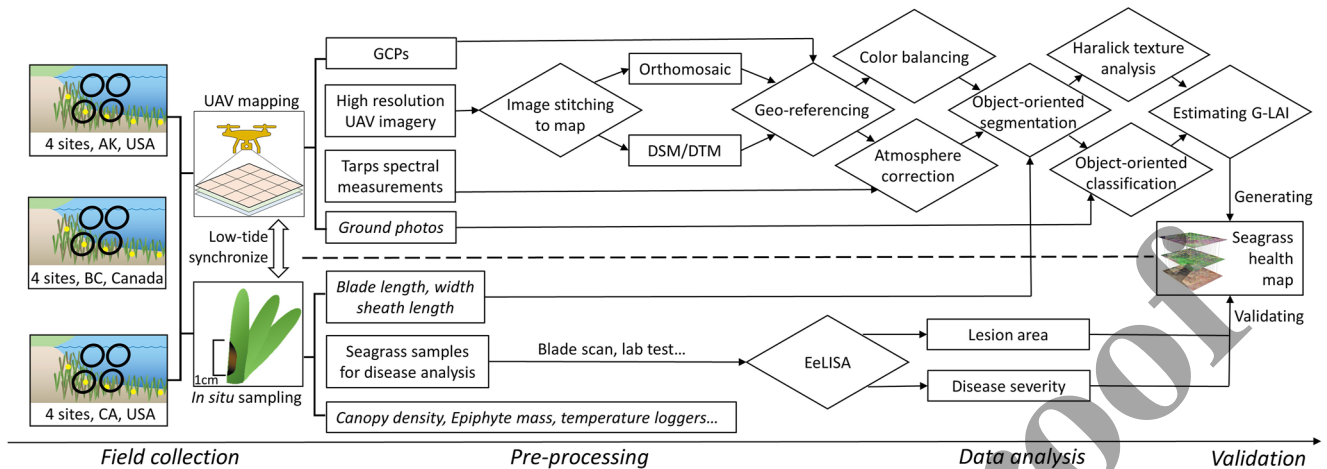 4 sites, AK, USA
4 sites, BC, Canada
4 sites, CA, USA
UAV mapping
Low-tide
synchronize
1cm
In situ sampling
GCPs
High resolution
UAV imagery
Tarps spectral
measurements
Ground photos
Image stitching
to map
Orthomosaic
DSM/DTM
Geo-referencing
Color balancing
Atmosphere
correction
Object-oriented
segmentation
Haralick texture
analysis
Object-oriented
classification
Estimating G-LAI
Generating
Seagrass
health
map
Validating
Blade length, width
sheath length
Seagrass samples
for disease analysis
Blade scan, lab test...
EeLISA
Lesion area
Disease severity
Canopy density, Epiphyte mass, temperature loggers...
Field collection
Pre-processing
Data analysis
Validation